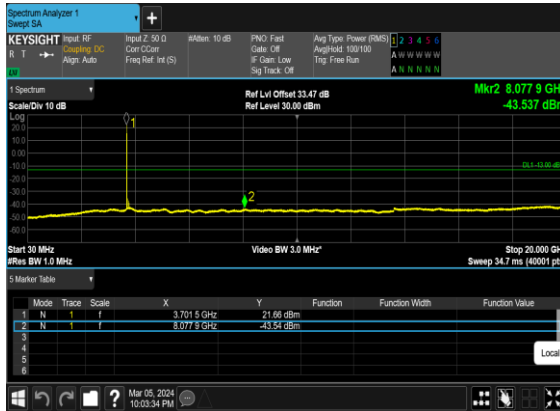 Spectrum Analyzer 1
Swept SA
+
KEYSIGHT
R T
Input: RF
Coupling: DC
Align: Auto
Input Z: 50 Ω
Corr CCorr
Freq Ref: Int (S)
#Atten: 10 dB
PNO: Fast
Gate: Off
IF Gain: Low
Sig Track: Off
Avg Type: Power (RMS)
Avg|Hold: 100/100
Trig: Free Run
1 2 3 4 5 6
A W W W W W
A N N N N N
1 Spectrum
Scale/Div 10 dB
Ref Lvl Offset 33.47 dB
Ref Level 30.00 dBm
Mkr2 8.077 9 GHz
-43.537 dBm
Log
20.0
10.0
0.00
-10.0
-20.0
-30.0
-40.0
-50.0
-60.0
1
2
DL1 -13.00 dB
Start 30 MHz
#Res BW 1.0 MHz
Video BW 3.0 MHz*
Stop 20.000 GH
Sweep 34.7 ms (40001 pts
5 Marker Table
Mode Trace Scale X Y Function Function Width Function Value
1 N 1 f 3.701 5 GHz 21.66 dBm
2 N 1 f 8.077 9 GHz -43.54 dBm
3
4
5
6
Local
?
Mar 05, 2024
10:03:34 PM